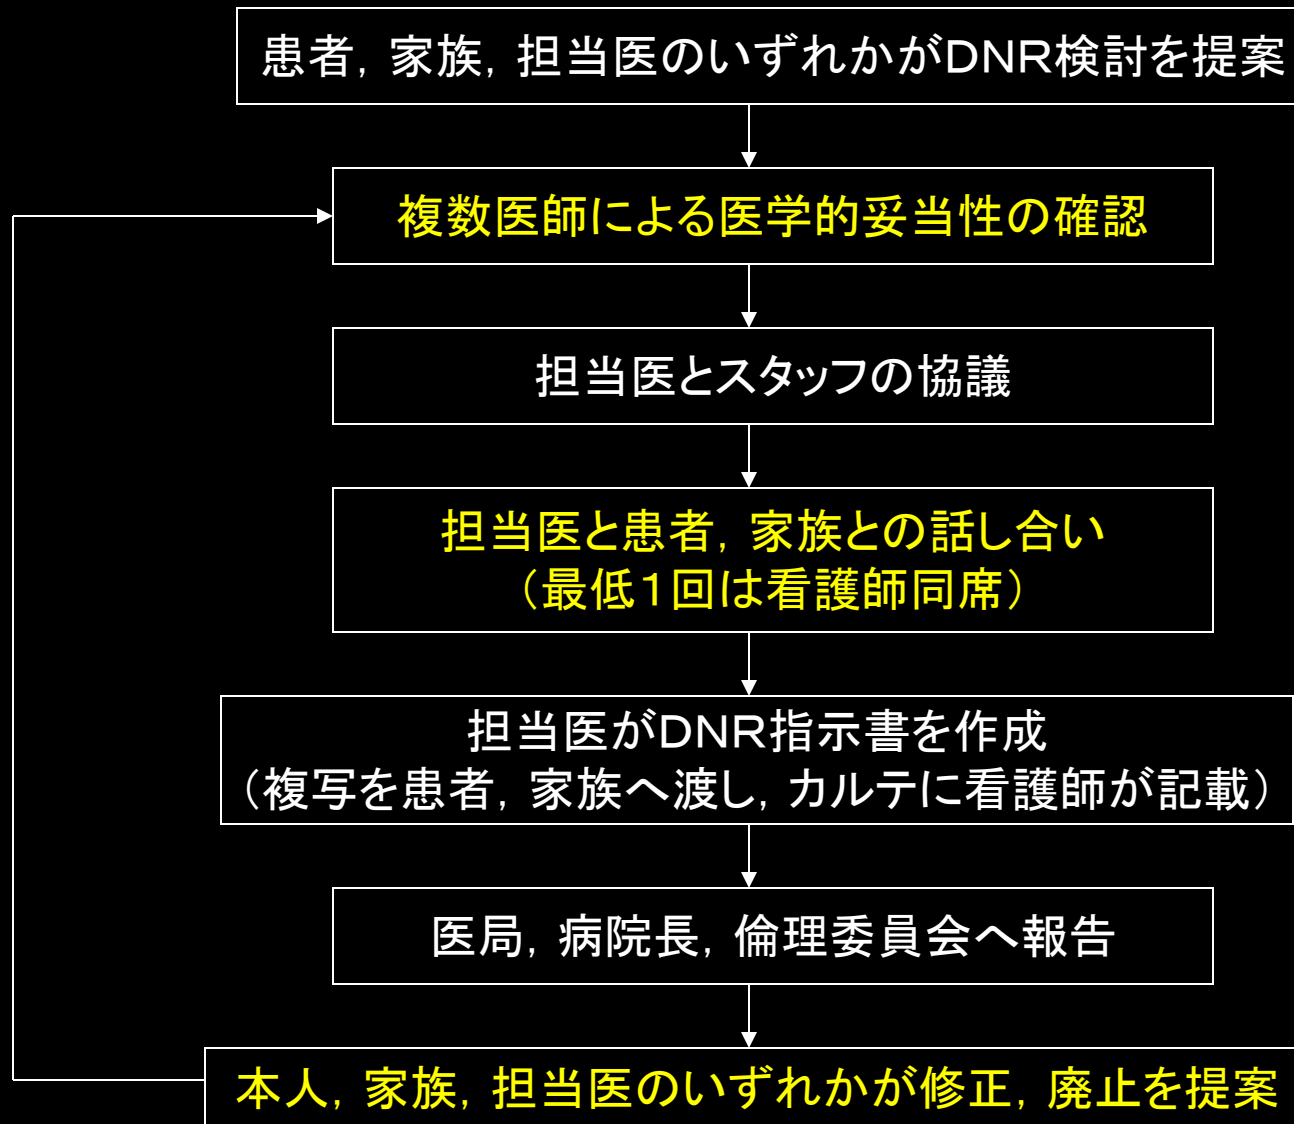 患者，家族，担当医のいずれかがDNR検討を提案
複数医師による医学的妥当性の確認
担当医とスタッフの協議
担当医と患者，家族との話し合い
（最低１回は看護師同席）
担当医がDNR指示書を作成
（複写を患者，家族へ渡し，カルテに看護師が記載）
医局，病院長，倫理委員会へ報告
本人，家族，担当医のいずれかが修正，廃止を提案